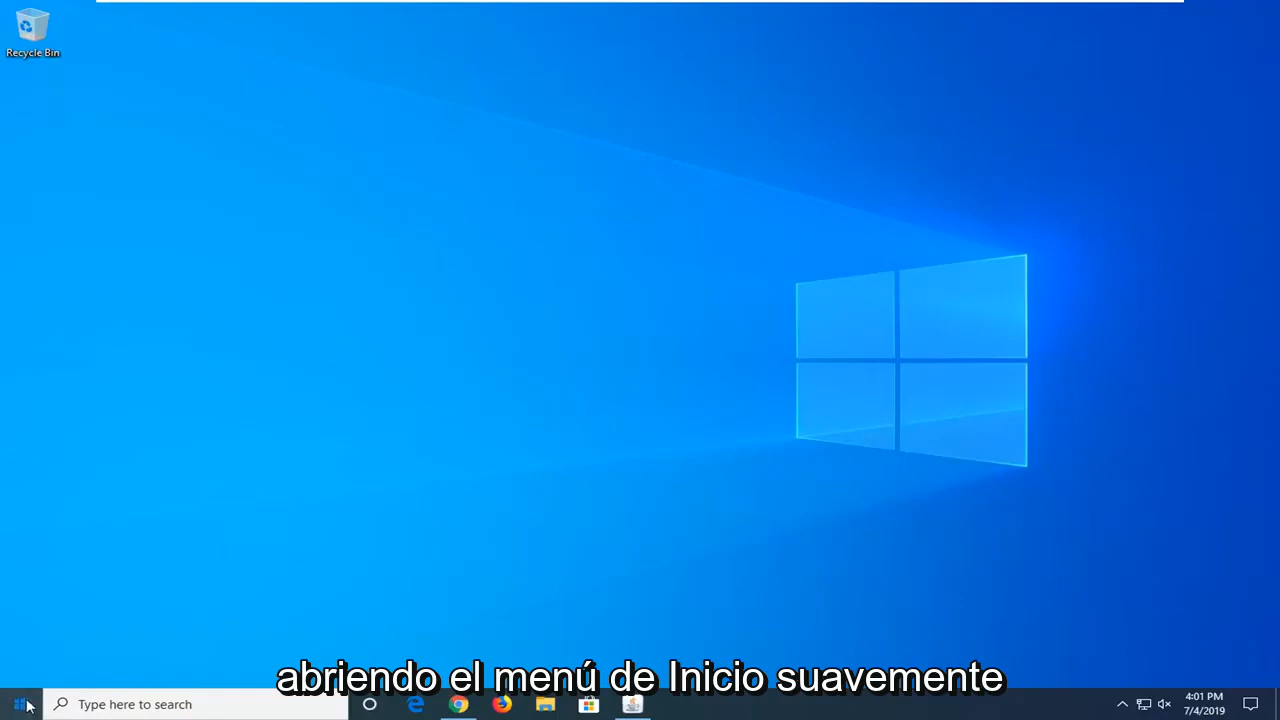 Recycle Bin
abriendo el menú de Inicio suavemente
Type here to search
4:01 PM
7/4/2019